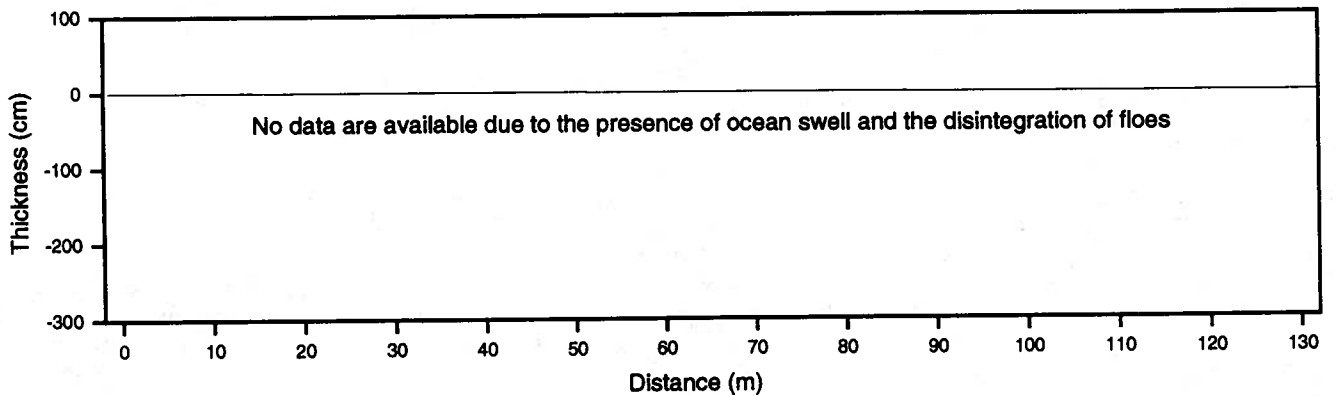 100
0
-100
-200
-300
Thickness (cm)
No data are available due to the presence of ocean swell and the disintegration of floes
0 10 20 30 40 50 60 70 80 90 100 110 120 130
Distance (m)